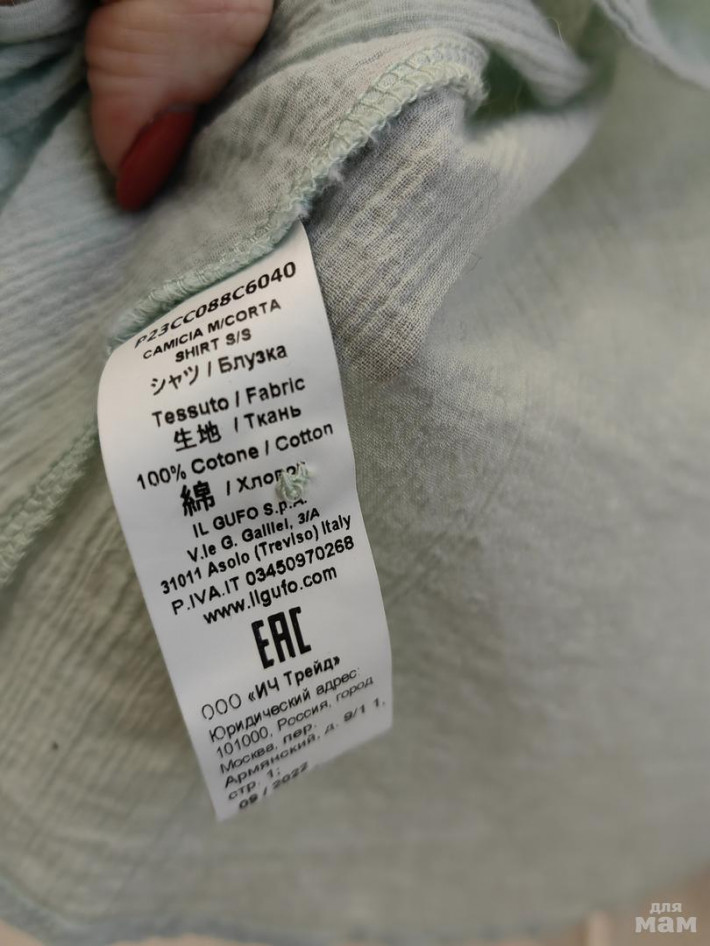 P23CC088C6040
CAMICIA M/CORTA
SHIRT S/S
シャツ / Блузка
Tessuto / Fabric
生地 / Ткань
100% Cotone / Cotton
綿 / Хлопок
IL GUFO S.p.A.
V.le G. Galilei, 3/A
31011 Asolo (Treviso) Italy
P.IVA.IT 03450970268
www.ilgufo.com
EAC
ООО «ИЧ Трейд»
Юридический адрес:
101000, Россия, город
Москва, пер.
Армянский, д. 9/1 1,
стр. 1;
09 / 2022
для
мам